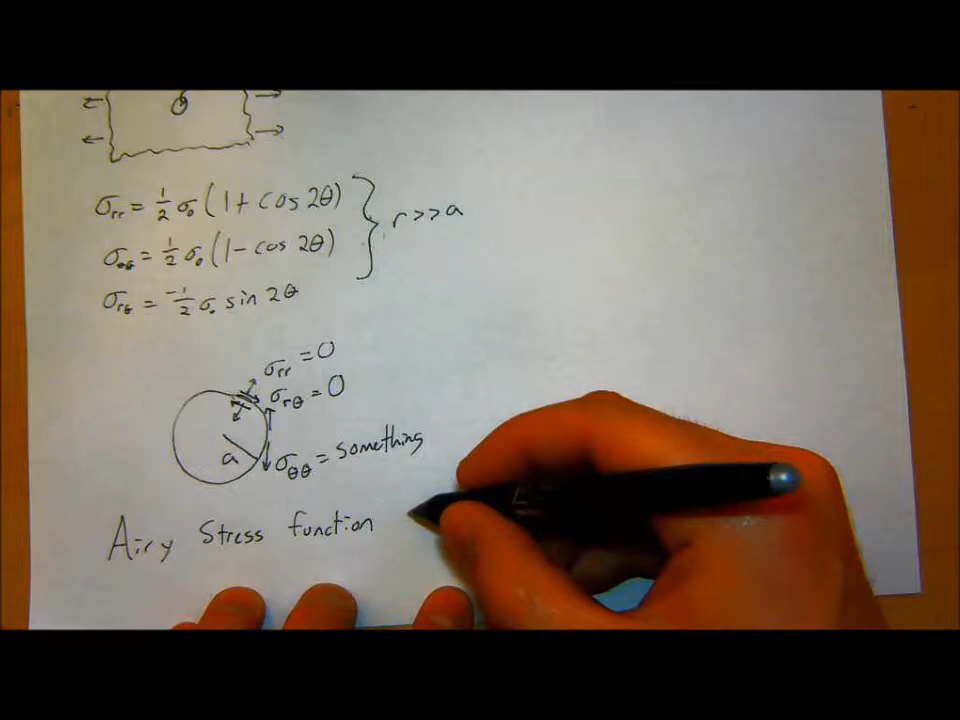 σrr = 1/2 σ₀ (1 + cos 2θ)
σθθ = 1/2 σ₀ (1 - cos 2θ)
r >> a
σrθ = -1/2 σ₀ sin 2θ
σrr = 0
σrθ = 0
a
σθθ = something
Airy Stress function